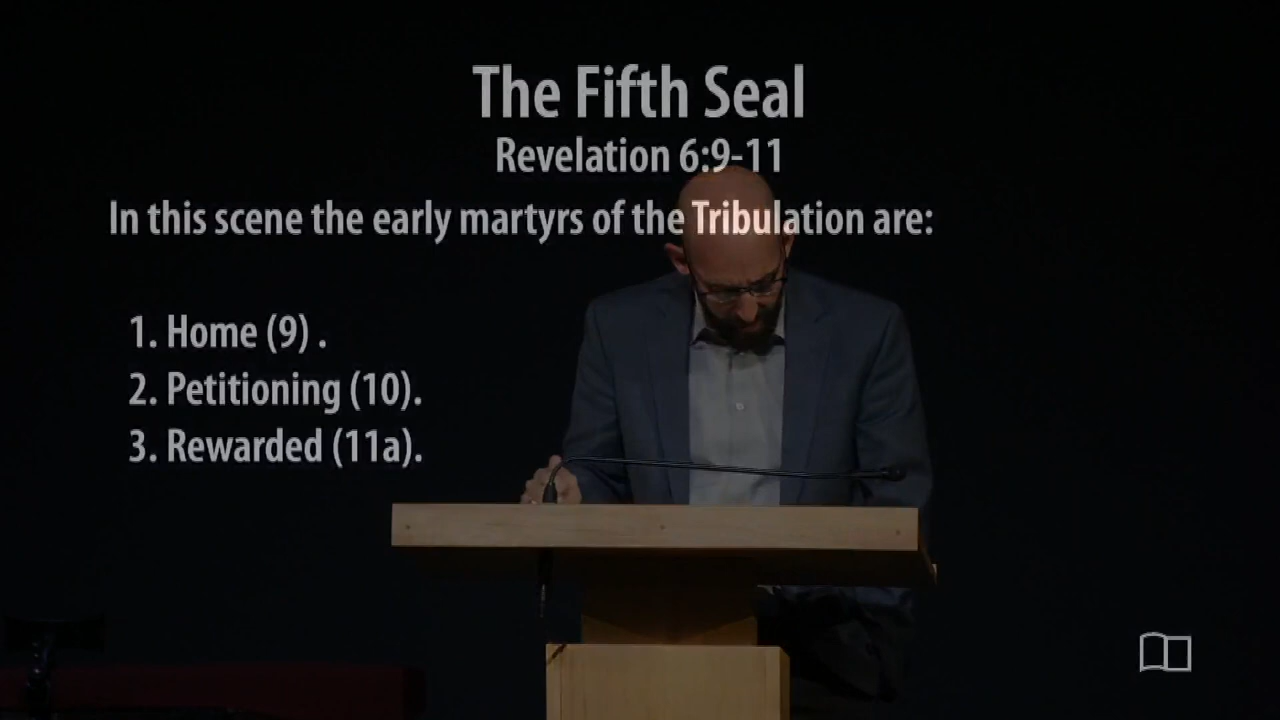 The Fifth Seal
Revelation 6:9-11
In this scene the early martyrs of the Tribulation are:
1. Home (9) .
2. Petitioning (10).
3. Rewarded (11a).